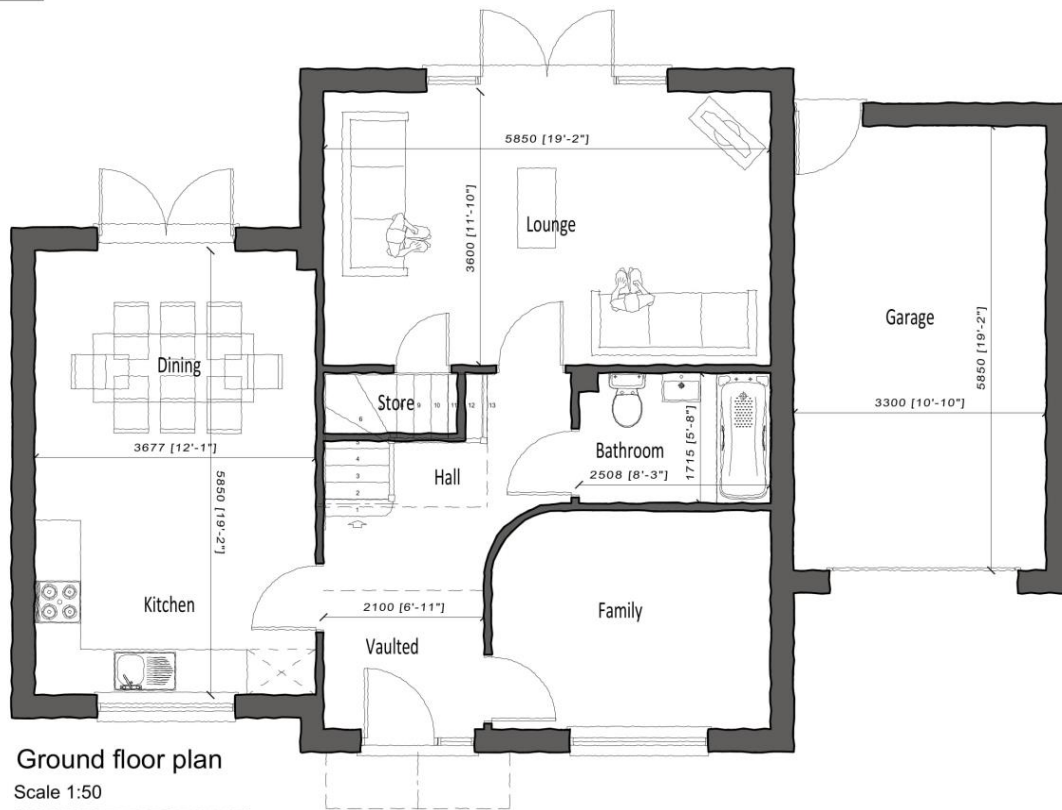 5850 [19'-2"]
Lounge
3600 [11'-10"]
Garage
5850 [19'-2"]
3300 [10'-10"]
Dining
3677 [12'-1"]
5850 [19'-2"]
Kitchen
Store
6
9 10 11 12 13
5
4
3
2
1
Hall
Bathroom
1715 [5'-8"]
2508 [8'-3"]
2100 [6'-11"]
Vaulted
Family
Ground floor plan
Scale 1:50